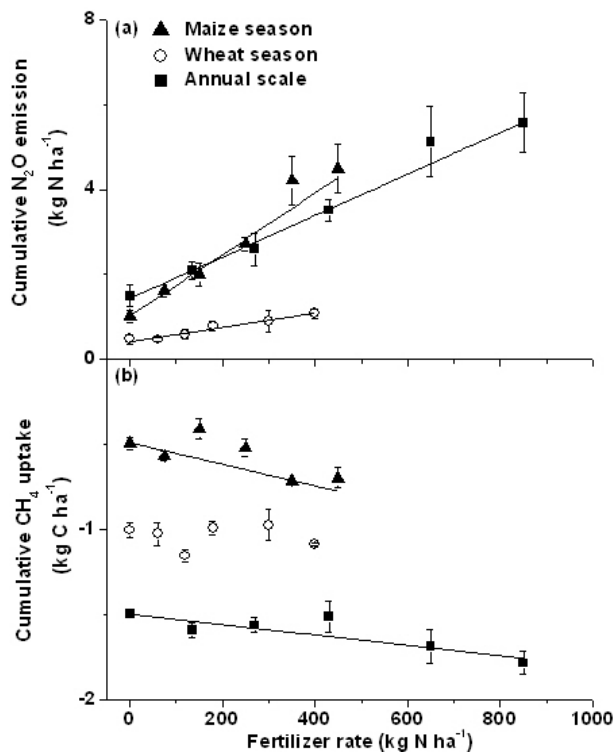 (a)
Maize season
Wheat season
Annual scale
Cumulative N₂O emission
(kg N ha⁻¹)
8
4
0
(b)
Cumulative CH₄ uptake
(kg C ha⁻¹)
-1
-2
0 200 400 600 800 1000
Fertilizer rate (kg N ha⁻¹)